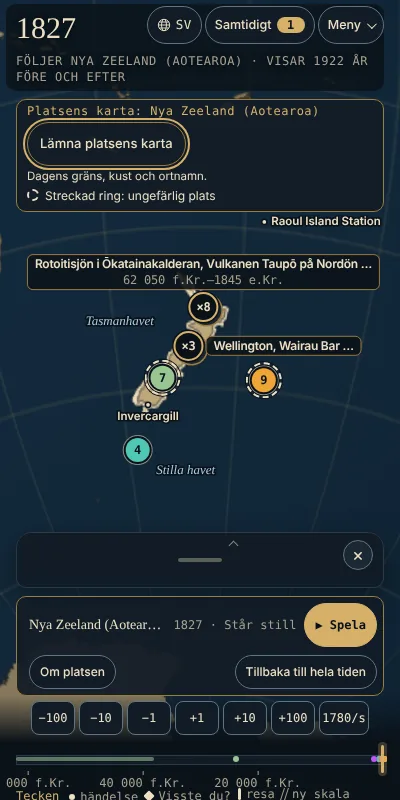 1827
SV
Samtidigt 1
Meny
FÖLJER NYA ZEELAND (AOTEAROA) · VISAR 1922 ÅR
FÖRE OCH EFTER
Platsens karta: Nya Zeeland (Aotearoa)
Lämna platsens karta
Dagens gräns, kust och ortnamn.
Streckad ring: ungefärlig plats
Raoul Island Station
Rotoitisjön i Ōkatainakalderan, Vulkanen Taupō på Nordön ...
62 050 f.Kr.–1845 e.Kr.
×8
Tasmanhavet
×3
Wellington, Wairau Bar ...
7
9
Invercargill
4
Stilla havet
Nya Zeeland (Aotear... 1827 · Står still
▶ Spela
Om platsen
Tillbaka till hela tiden
−100 −10 −1 +1 +10 +100 1780/s
000 f.Kr. 40 000 f.Kr. 20 000 f.Kr.
Tecken händelse Visste du? resa // ny skala